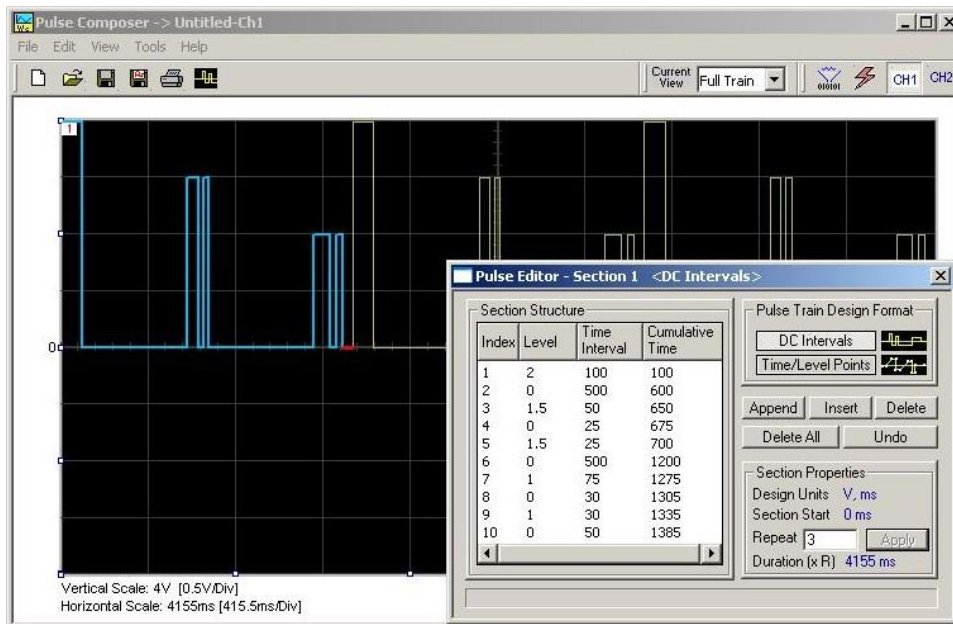 Pulse Composer -> Untitled-Ch1
File Edit View Tools Help
Current View Full Train
010101
CH1 CH2
1
0
Vertical Scale: 4V [0.5V/Div]
Horizontal Scale: 4155ms [415.5ms/Div]
Pulse Editor - Section 1 <DC Intervals>
Section Structure
Index Level Time Interval Cumulative Time
1 2 100 100
2 0 500 600
3 1.5 50 650
4 0 25 675
5 1.5 25 700
6 0 500 1200
7 1 75 1275
8 0 30 1305
9 1 30 1335
10 0 50 1385
Pulse Train Design Format
DC Intervals
Time/Level Points
Append Insert Delete
Delete All Undo
Section Properties
Design Units V, ms
Section Start 0 ms
Repeat 3 Apply
Duration (x R) 4155 ms